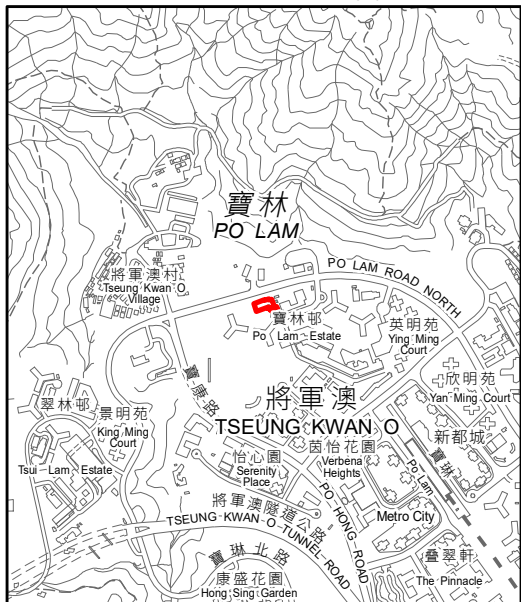 寶林
PO LAM
將軍澳村
Tseung Kwan O
Village
PO LAM ROAD NORTH
寶林邨
Po Lam Estate
英明苑
Ying Ming
Court
欣明苑
Yan Ming Court
寶康路
將軍澳
TSEUNG KWAN O
翠林邨
Tsui Lam Estate
景明苑
King Ming
Court
怡心園
Serenity
Place
茵怡花園
Verbena
Heights
新都城
Metro City
寶琳
Po Lam
PO HONG ROAD
將軍澳隧道公路
TSEUNG KWAN O TUNNEL ROAD
寶琳北路
康盛花園
Hong Sing Garden
叠翠軒
The Pinnacle